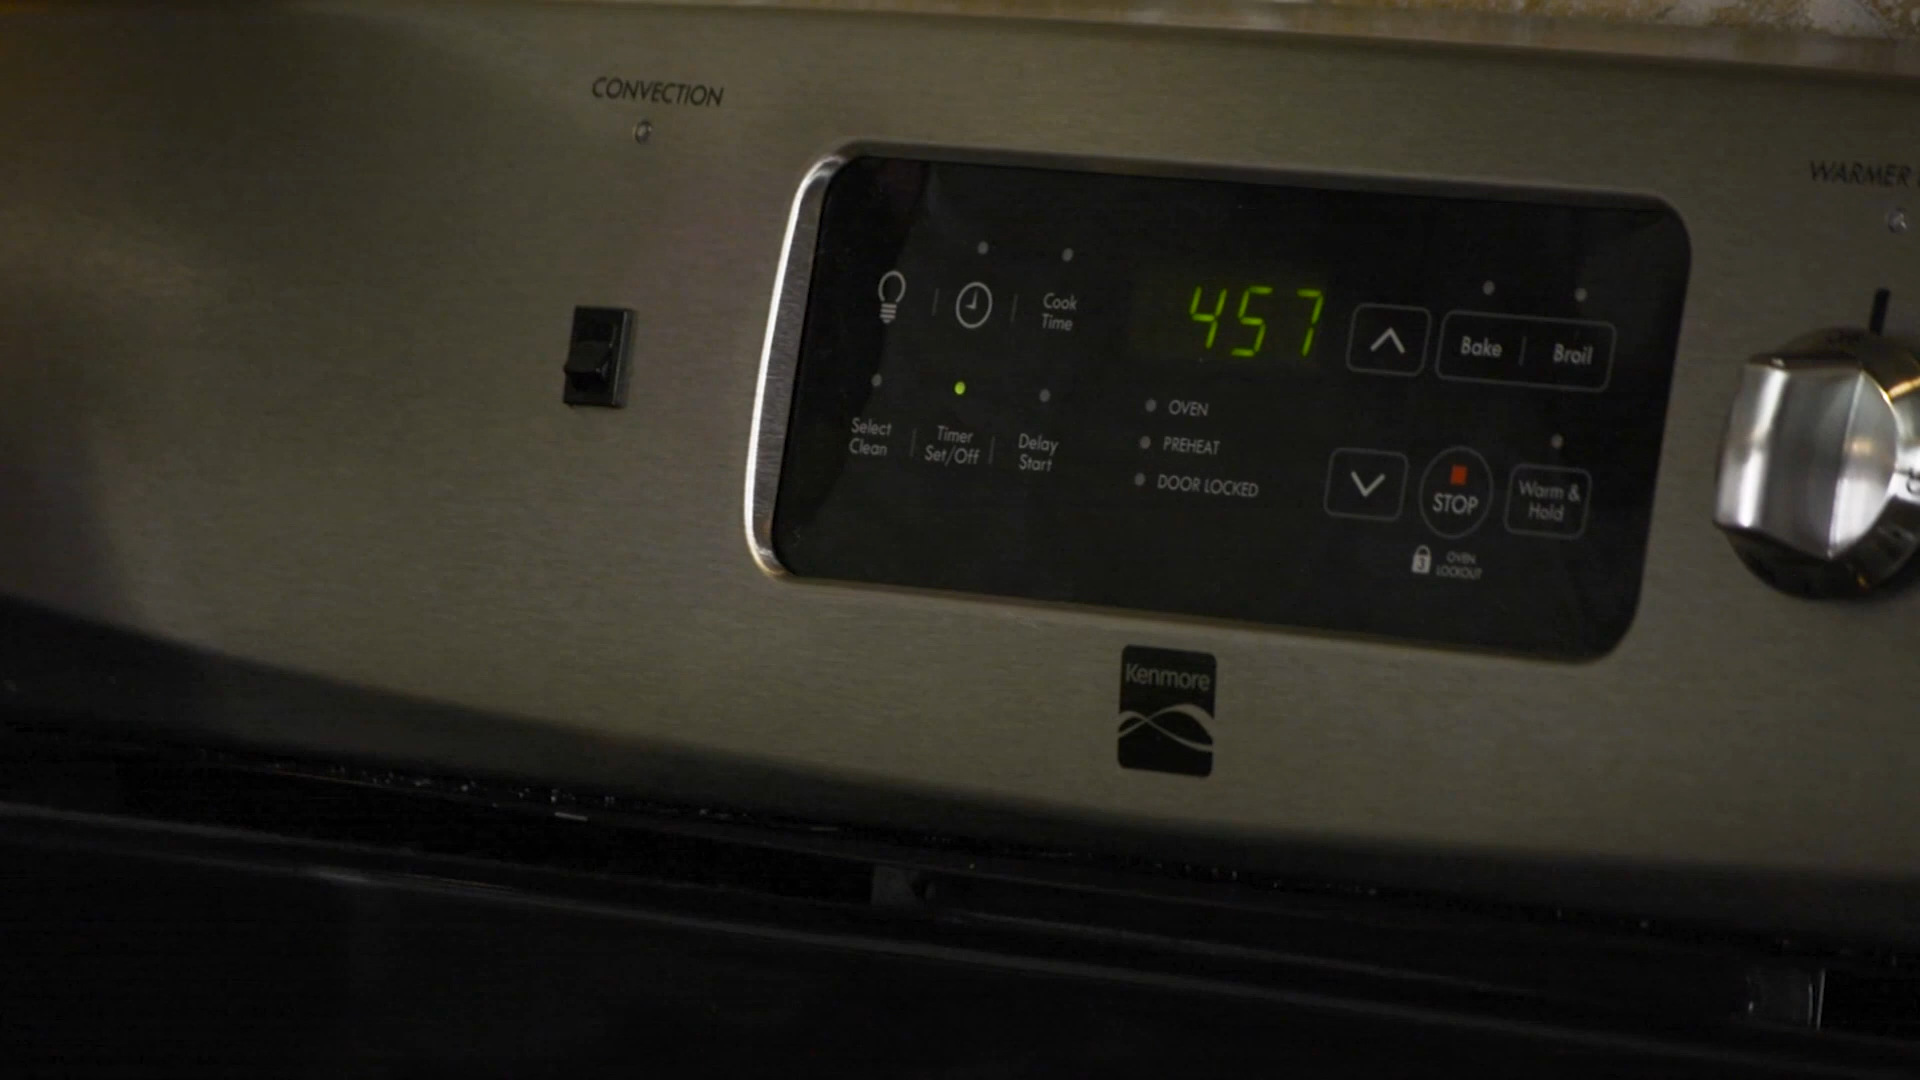 CONVECTION
WARMER
Cook
Time
457
Bake
Broil
OVEN
PREHEAT
DOOR LOCKED
Select
Clean
Timer
Set/Off
Delay
Start
STOP
Warm &
Hold
3
OVEN
LOCKOUT
Kenmore